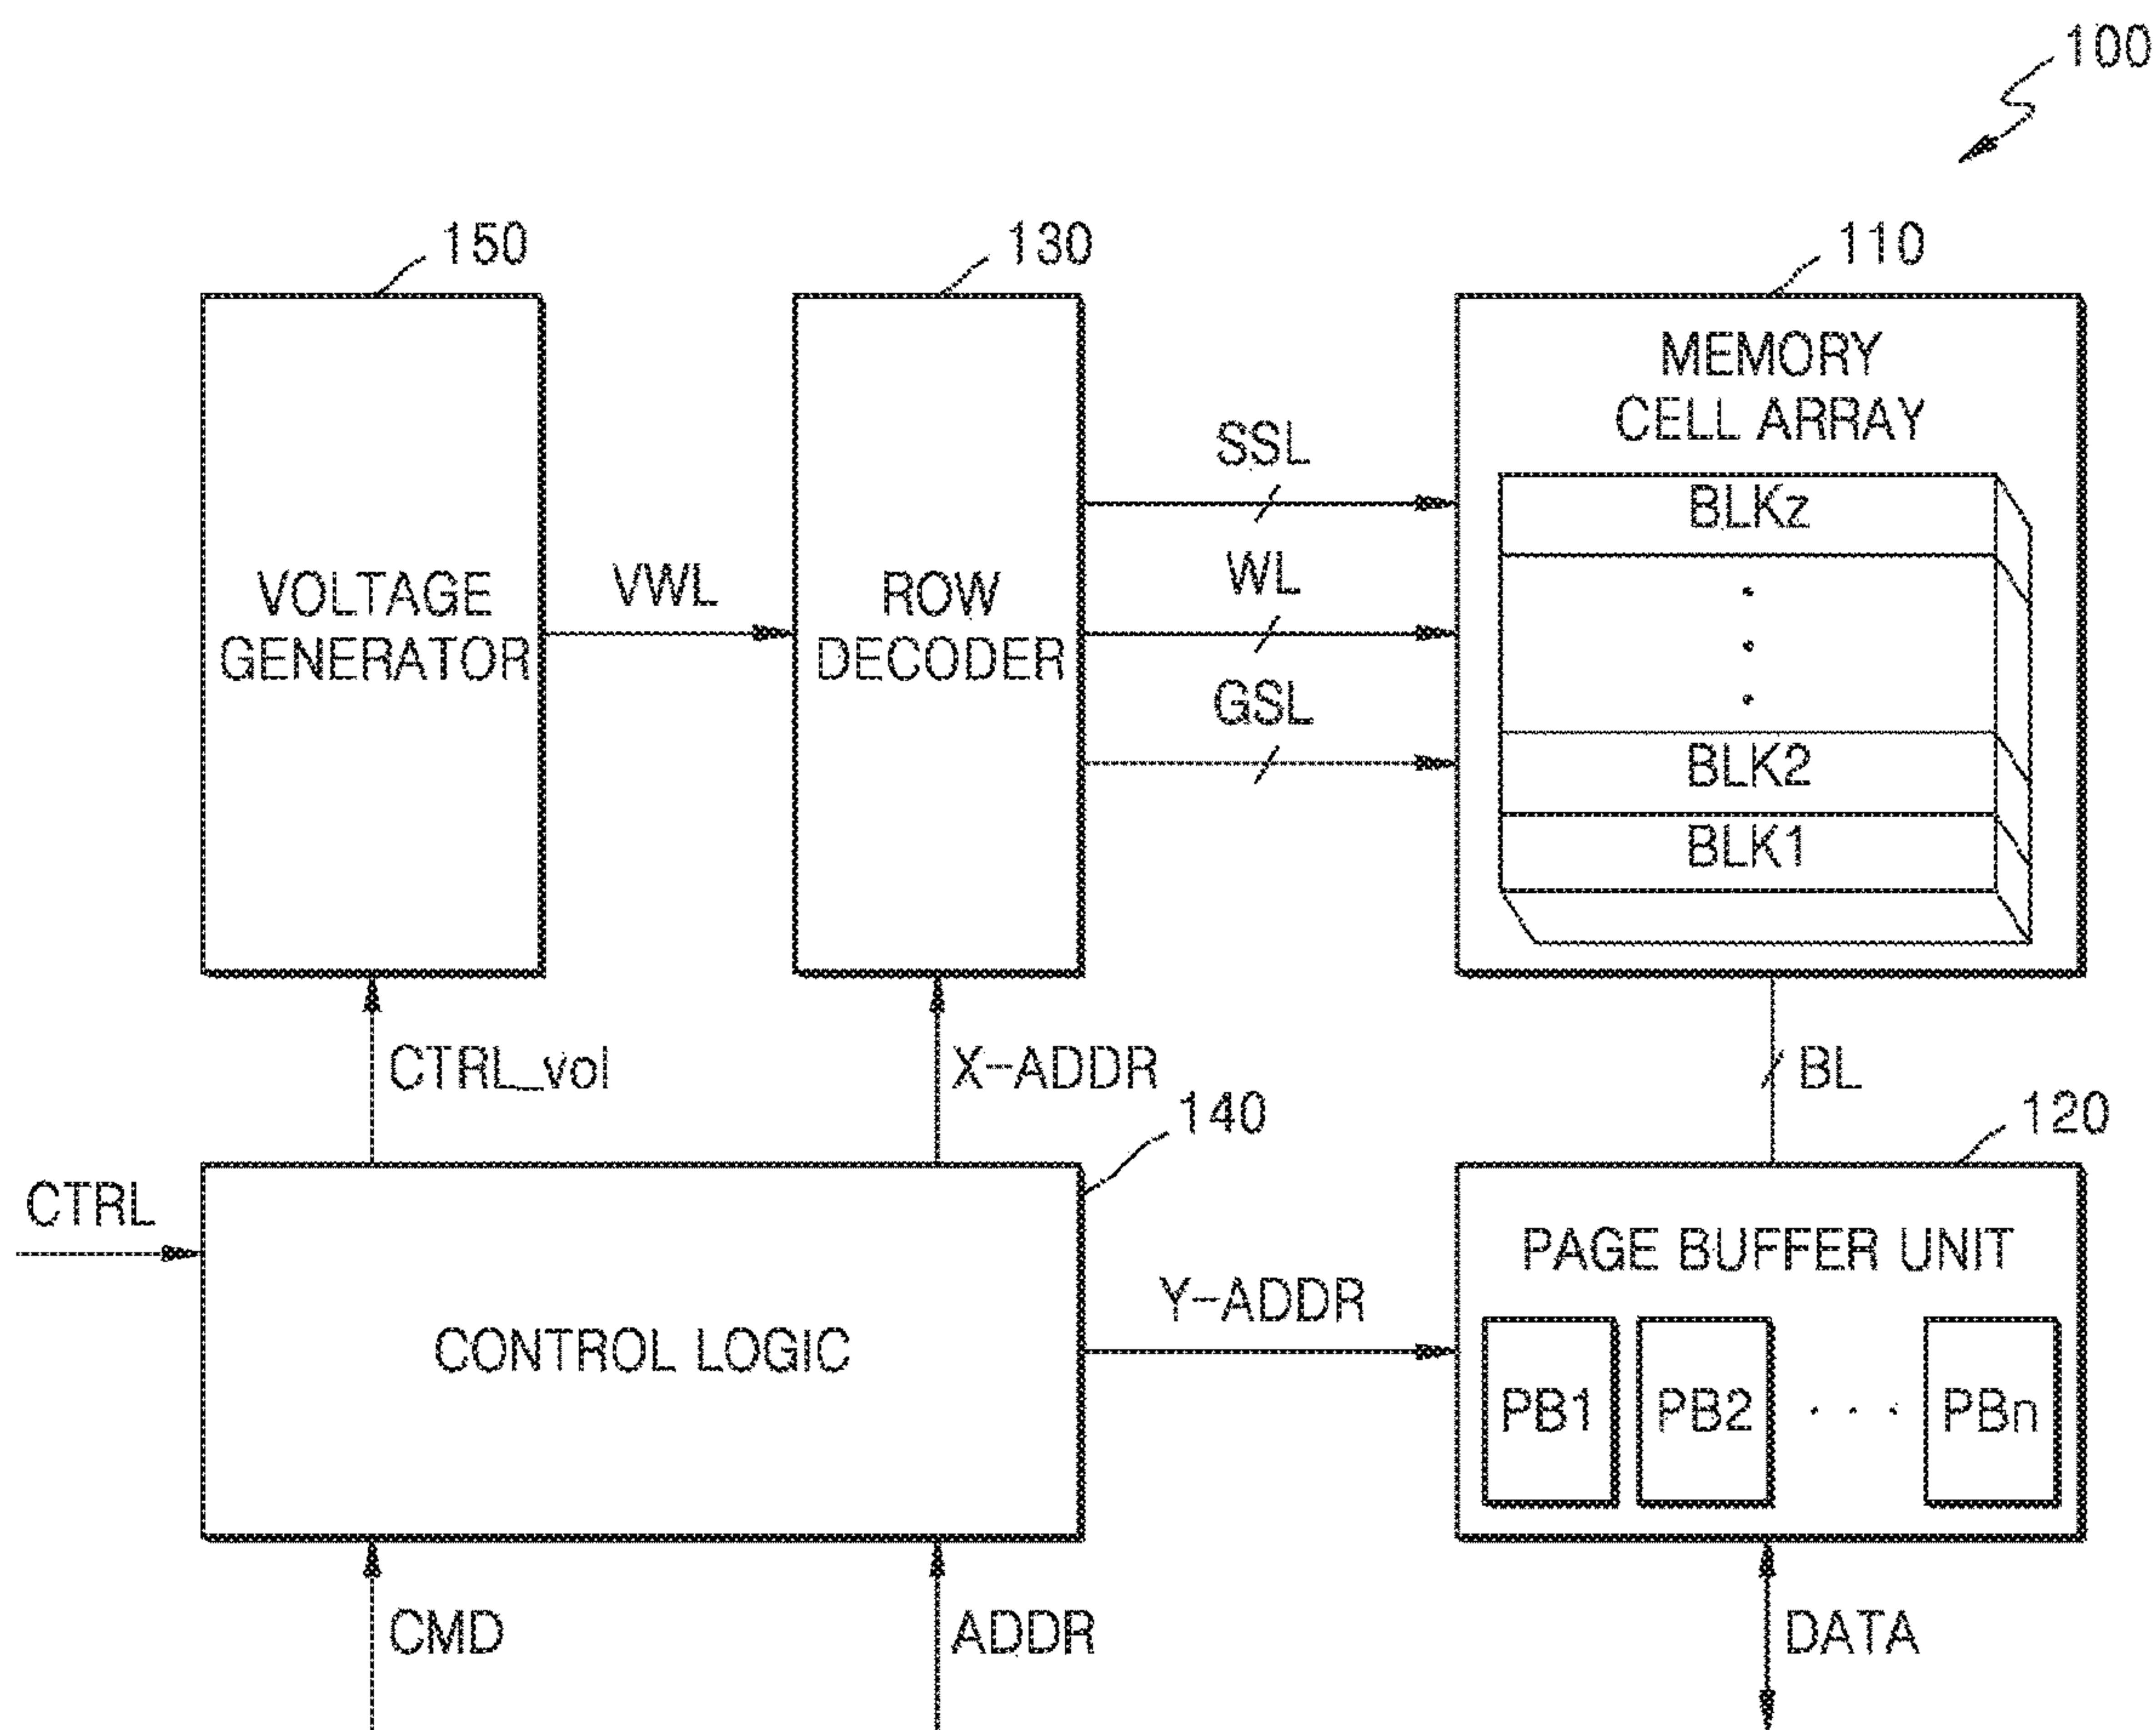 100
150
130
110
MEMORY
CELL ARRAY
SSL
BLKz
VOLTAGE
GENERATOR
VWL
ROW
DECODER
WL
GSL
BLK2
BLK1
CTRL_vol
X-ADDR
BL
140
120
CTRL
CONTROL LOGIC
Y-ADDR
PAGE BUFFER UNIT
PB1 PB2 · · · PBn
CMD
ADDR
DATA